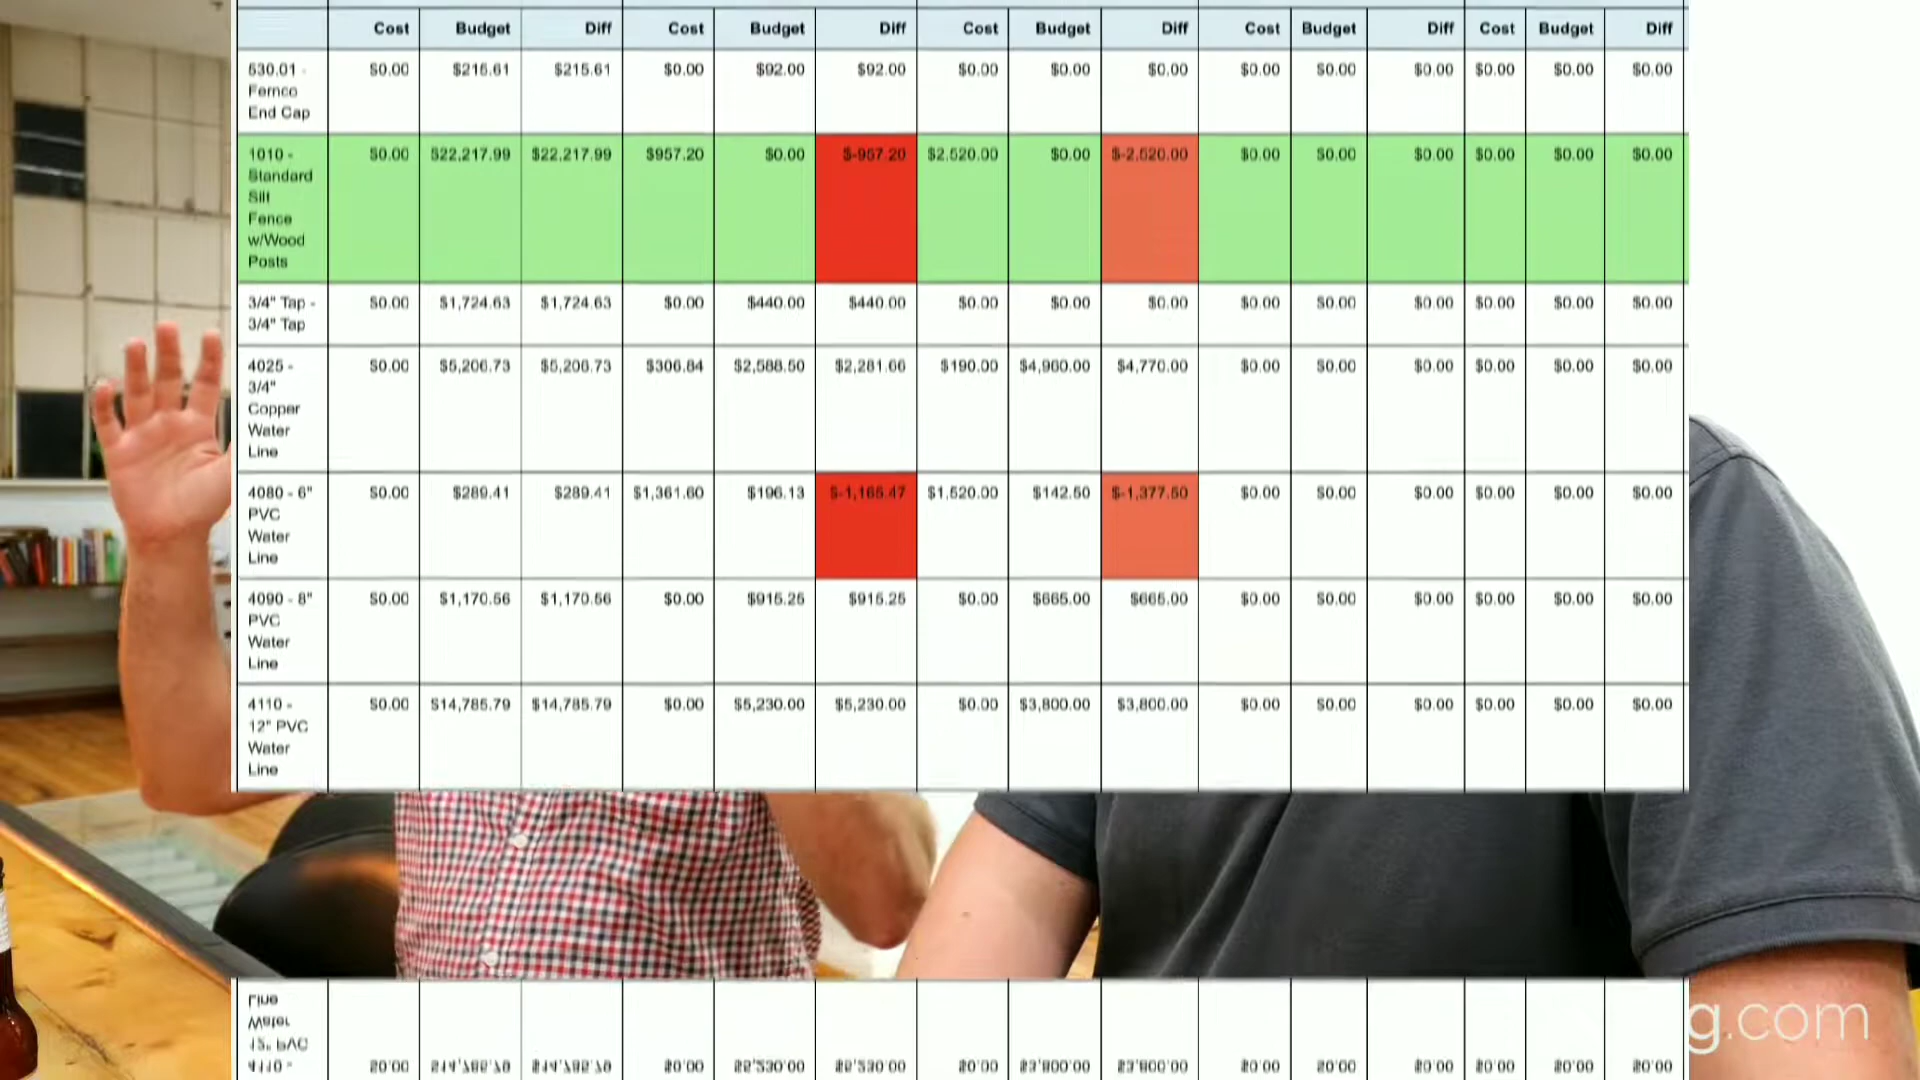 Cost Budget Diff Cost Budget Diff Cost Budget Diff Cost Budget Diff Cost Budget Diff
530.01 - $0.00 $215.61 $215.61 $0.00 $92.00 $92.00 $0.00 $0.00 $0.00 $0.00 $0.00 $0.00 $0.00 $0.00 $0.00
Fernco
End Cap
1010 - $0.00 $22,217.99 $22,217.99 $957.20 $0.00 $-957.20 $2,520.00 $0.00 $-2,520.00 $0.00 $0.00 $0.00 $0.00 $0.00 $0.00
Standard
Silt
Fence
w/Wood
Posts
3/4" Tap - $0.00 $1,724.63 $1,724.63 $0.00 $440.00 $440.00 $0.00 $0.00 $0.00 $0.00 $0.00 $0.00 $0.00 $0.00 $0.00
3/4" Tap
4025 - $0.00 $5,206.73 $5,206.73 $306.84 $2,588.50 $2,281.66 $190.00 $4,960.00 $4,770.00 $0.00 $0.00 $0.00 $0.00 $0.00 $0.00
3/4"
Copper
Water
Line
4080 - 6" $0.00 $289.41 $289.41 $1,361.60 $196.13 $-1,165.47 $1,520.00 $142.50 $-1,377.50 $0.00 $0.00 $0.00 $0.00 $0.00 $0.00
PVC
Water
Line
4090 - 8" $0.00 $1,170.56 $1,170.56 $0.00 $915.25 $915.25 $0.00 $665.00 $665.00 $0.00 $0.00 $0.00 $0.00 $0.00 $0.00
PVC
Water
Line
4110 - $0.00 $14,785.79 $14,785.79 $0.00 $5,230.00 $5,230.00 $0.00 $3,800.00 $3,800.00 $0.00 $0.00 $0.00 $0.00 $0.00 $0.00
12" PVC
Water
Line
g.com